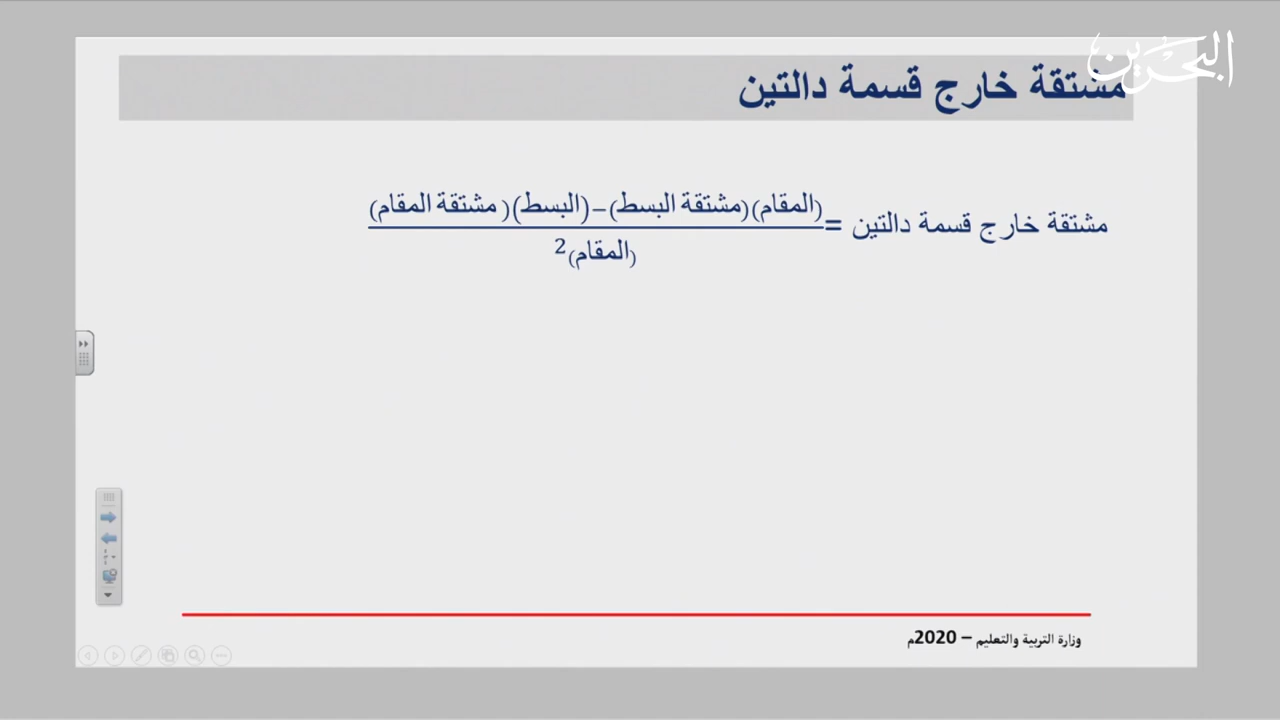 البحرين
مشتقة خارج قسمة دالتين
مشتقة خارج قسمة دالتين = (المقام)(مشتقة البسط)−(البسط)(مشتقة المقام)
(المقام)2
وزارة التربية والتعليم – 2020م